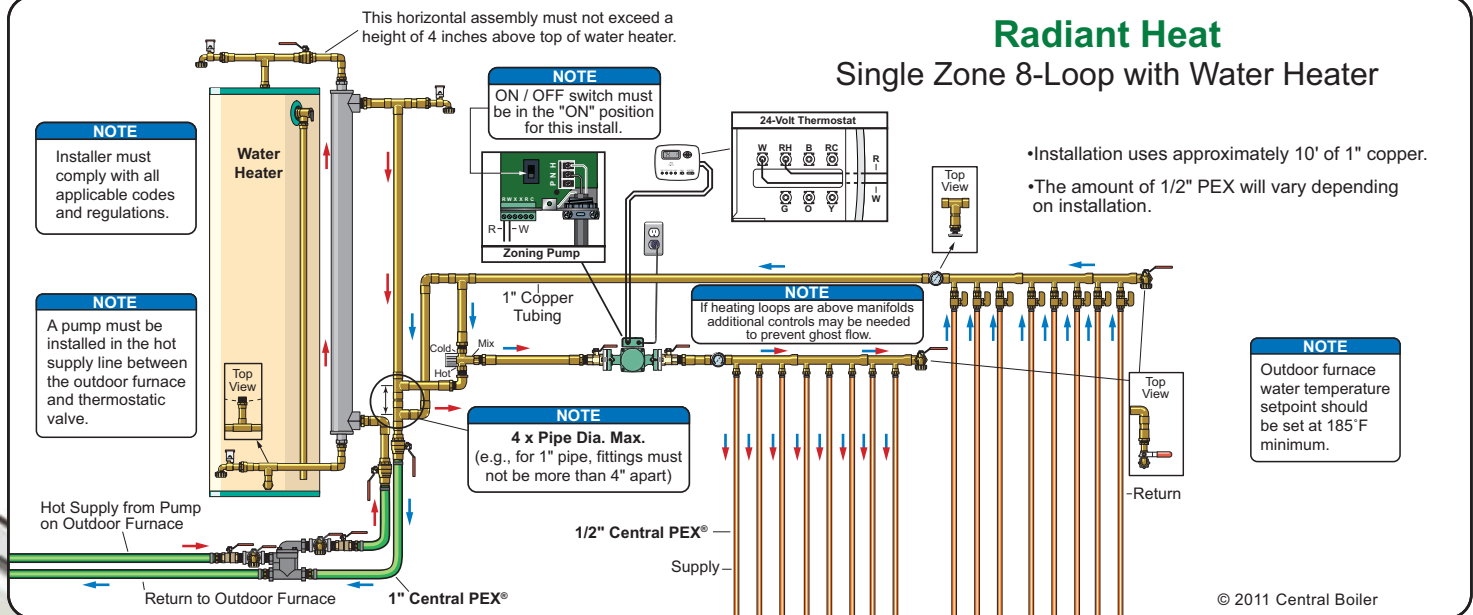 This horizontal assembly must not exceed a
height of 4 inches above top of water heater.
Radiant Heat
Single Zone 8-Loop with Water Heater
NOTE
ON / OFF switch must
be in the "ON" position
for this install.
24-Volt Thermostat
W RH B RC
R
W
G O Y
NOTE
Installer must
comply with all
applicable codes
and regulations.
Water
Heater
P N H
R W X X R C
R W
Zoning Pump
•Installation uses approximately 10' of 1" copper.
•The amount of 1/2" PEX will vary depending
on installation.
Top
View
NOTE
A pump must be
installed in the hot
supply line between
the outdoor furnace
and thermostatic
valve.
Top
View
1" Copper
Tubing
NOTE
If heating loops are above manifolds
additional controls may be needed
to prevent ghost flow.
Cold
Mix
Hot
NOTE
4 x Pipe Dia. Max.
(e.g., for 1" pipe, fittings must
not be more than 4" apart)
NOTE
Outdoor furnace
water temperature
setpoint should
be set at 185°F
minimum.
Top
View
Return
Hot Supply from Pump
on Outdoor Furnace
1/2" Central PEX®
Supply
Return to Outdoor Furnace
1" Central PEX®
© 2011 Central Boiler